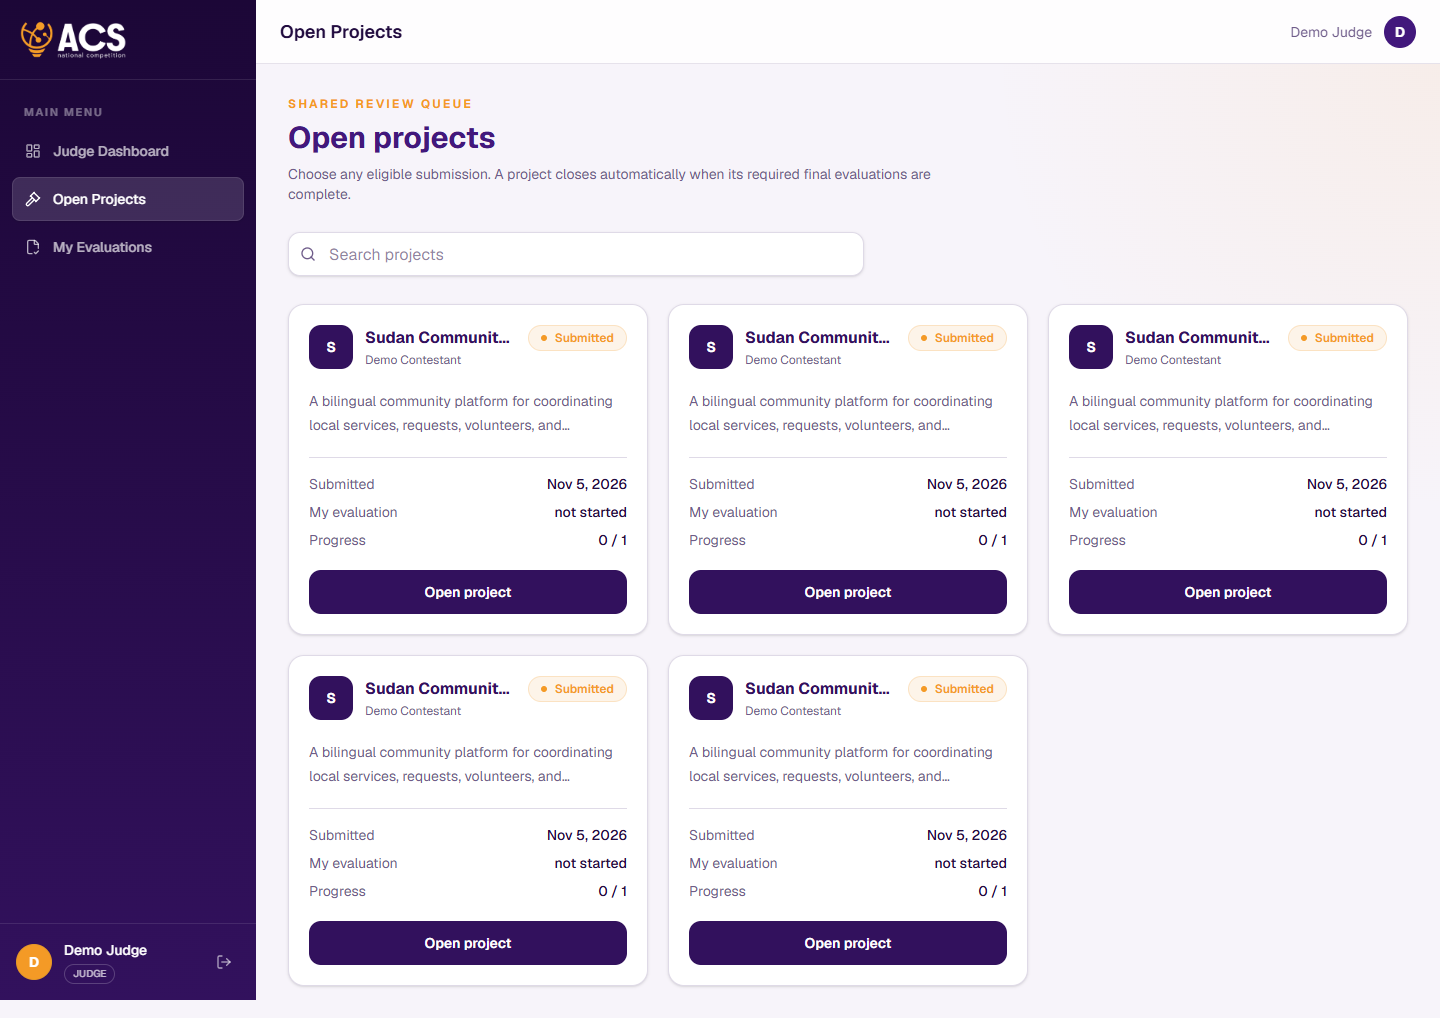 ACS
national competition
Open Projects
Demo Judge
D
MAIN MENU
Judge Dashboard
Open Projects
My Evaluations
SHARED REVIEW QUEUE
Open projects
Choose any eligible submission. A project closes automatically when its required final evaluations are
complete.
Search projects
S
Sudan Communit...
Submitted
Demo Contestant
A bilingual community platform for coordinating
local services, requests, volunteers, and...
Submitted Nov 5, 2026
My evaluation not started
Progress 0 / 1
Open project
S
Sudan Communit...
Submitted
Demo Contestant
A bilingual community platform for coordinating
local services, requests, volunteers, and...
Submitted Nov 5, 2026
My evaluation not started
Progress 0 / 1
Open project
S
Sudan Communit...
Submitted
Demo Contestant
A bilingual community platform for coordinating
local services, requests, volunteers, and...
Submitted Nov 5, 2026
My evaluation not started
Progress 0 / 1
Open project
S
Sudan Communit...
Submitted
Demo Contestant
A bilingual community platform for coordinating
local services, requests, volunteers, and...
Submitted Nov 5, 2026
My evaluation not started
Progress 0 / 1
Open project
S
Sudan Communit...
Submitted
Demo Contestant
A bilingual community platform for coordinating
local services, requests, volunteers, and...
Submitted Nov 5, 2026
My evaluation not started
Progress 0 / 1
Open project
D
Demo Judge
JUDGE